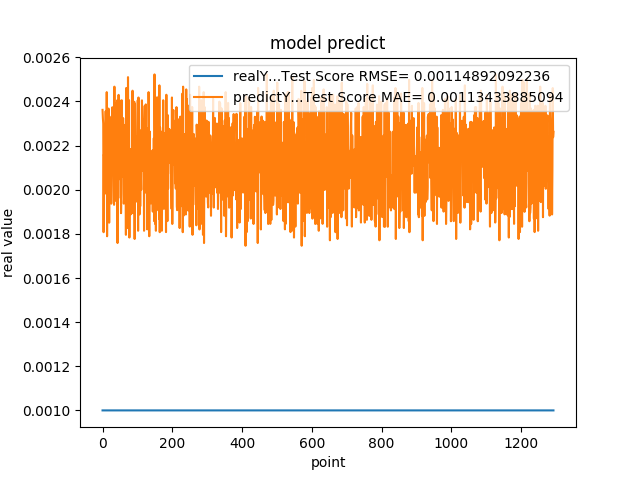 model predict
realY...Test Score RMSE= 0.00114892092236
predictY...Test Score MAE= 0.00113433885094
0.0026
0.0024
0.0022
0.0020
0.0018
0.0016
0.0014
0.0012
0.0010
real value
0 200 400 600 800 1000 1200
point